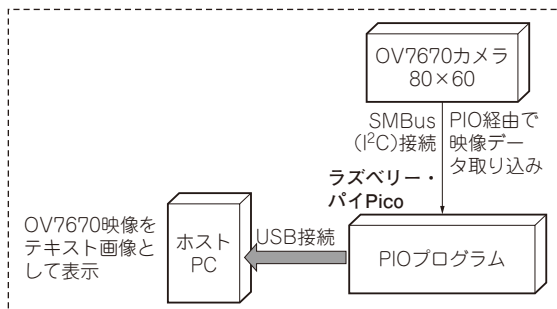 OV7670カメラ
80×60
SMBus
(I²C)接続
PIO経由で
映像デー
タ取り込み
ラズベリー・
パイPico
OV7670映像を
テキスト画像と
して表示
ホスト
PC
USB接続
PIOプログラム